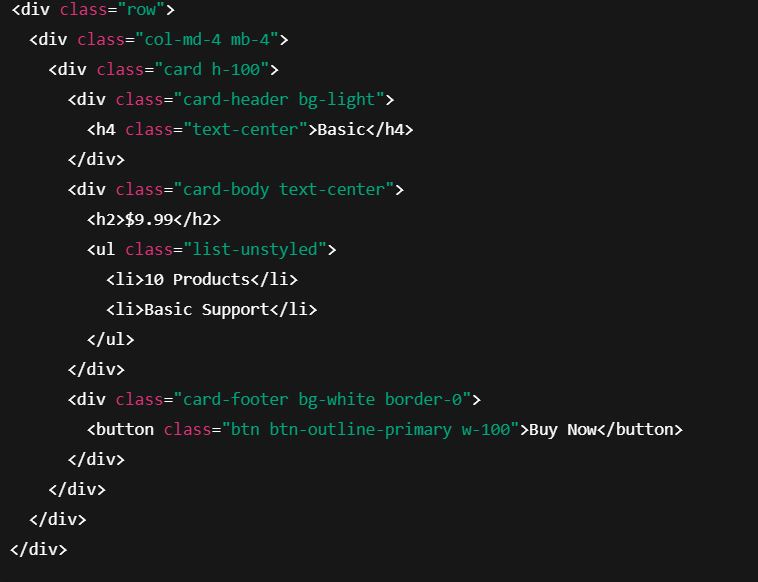 <div class="row">
  <div class="col-md-4 mb-4">
    <div class="card h-100">
      <div class="card-header bg-light">
        <h4 class="text-center">Basic</h4>
      </div>
      <div class="card-body text-center">
        <h2>$9.99</h2>
        <ul class="list-unstyled">
          <li>10 Products</li>
          <li>Basic Support</li>
        </ul>
      </div>
      <div class="card-footer bg-white border-0">
        <button class="btn btn-outline-primary w-100">Buy Now</button>
      </div>
    </div>
  </div>
</div>